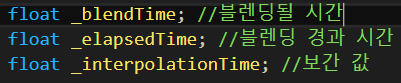 float _blendTime; //블렌딩될 시간
float _elapsedTime; //블렌딩 경과 시간
float _interpolationTime; //보간 값